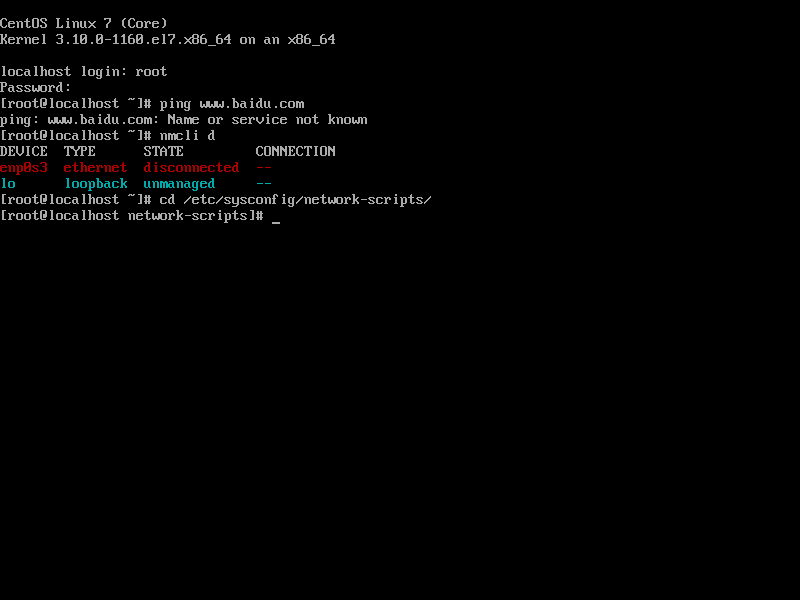 CentOS Linux 7 (Core)
Kernel 3.10.0-1160.el7.x86_64 on an x86_64
localhost login: root
Password:
[root@localhost ~]# ping www.baidu.com
ping: www.baidu.com: Name or service not known
[root@localhost ~]# nmcli d
DEVICE  TYPE      STATE         CONNECTION
enp0s3  ethernet  disconnected  --
lo      loopback  unmanaged     --
[root@localhost ~]# cd /etc/sysconfig/network-scripts/
[root@localhost network-scripts]# _